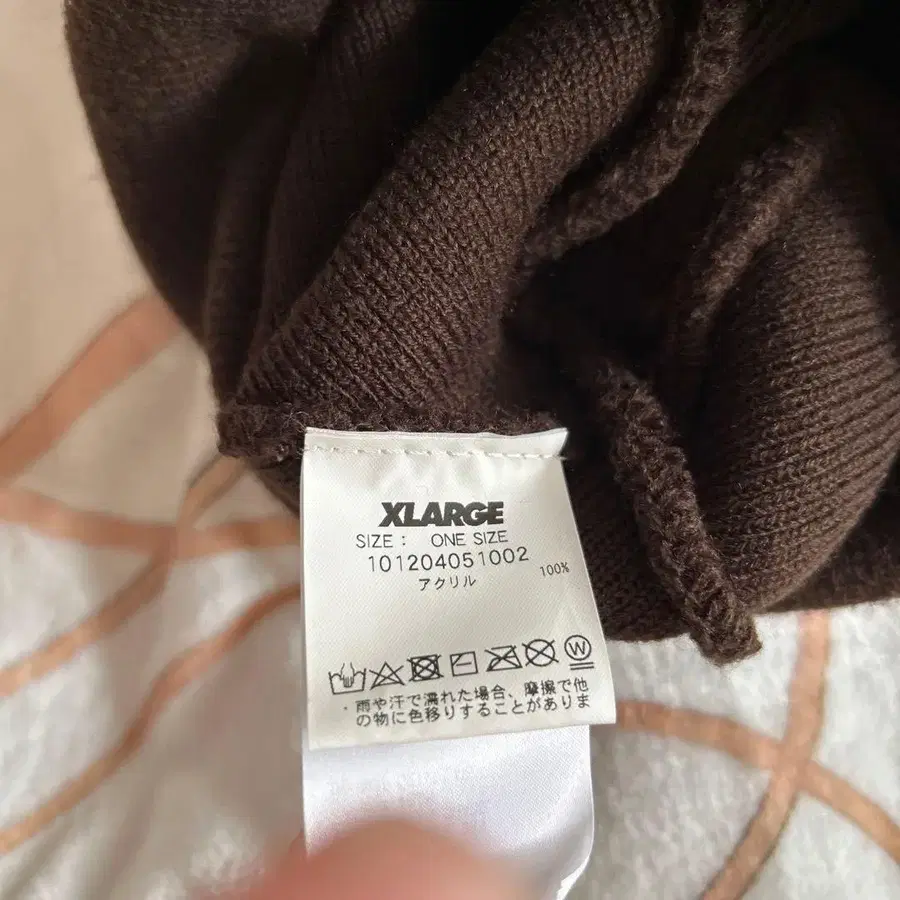 XLARGE
SIZE : ONE SIZE
101204051002
アクリル 100%
W
・雨や汗で濡れた場合、摩擦で他
の物に色移りすることがありま